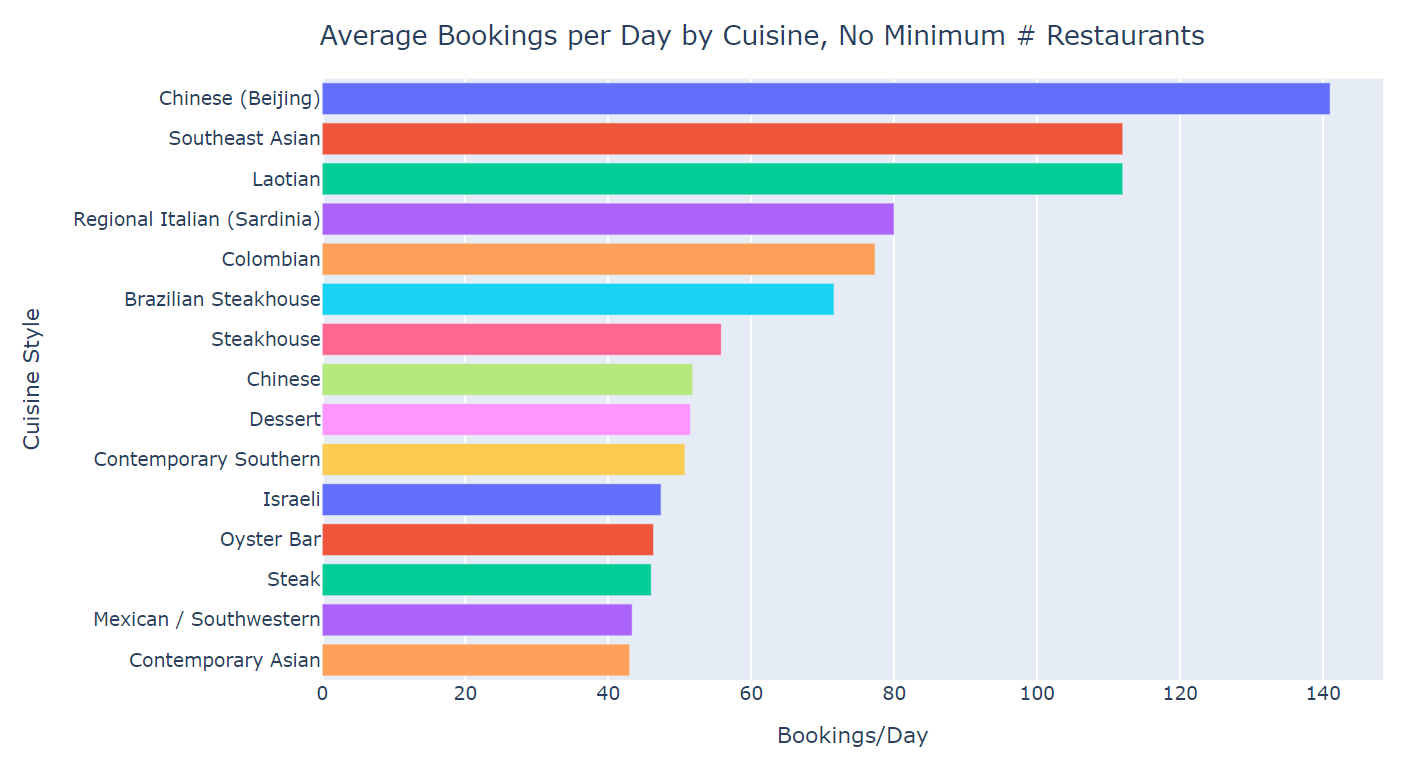 Average Bookings per Day by Cuisine, No Minimum # Restaurants
Chinese (Beijing)
Southeast Asian
Laotian
Regional Italian (Sardinia)
Colombian
Brazilian Steakhouse
Steakhouse
Chinese
Dessert
Contemporary Southern
Israeli
Oyster Bar
Steak
Mexican / Southwestern
Contemporary Asian
Cuisine Style
0 20 40 60 80 100 120 140
Bookings/Day